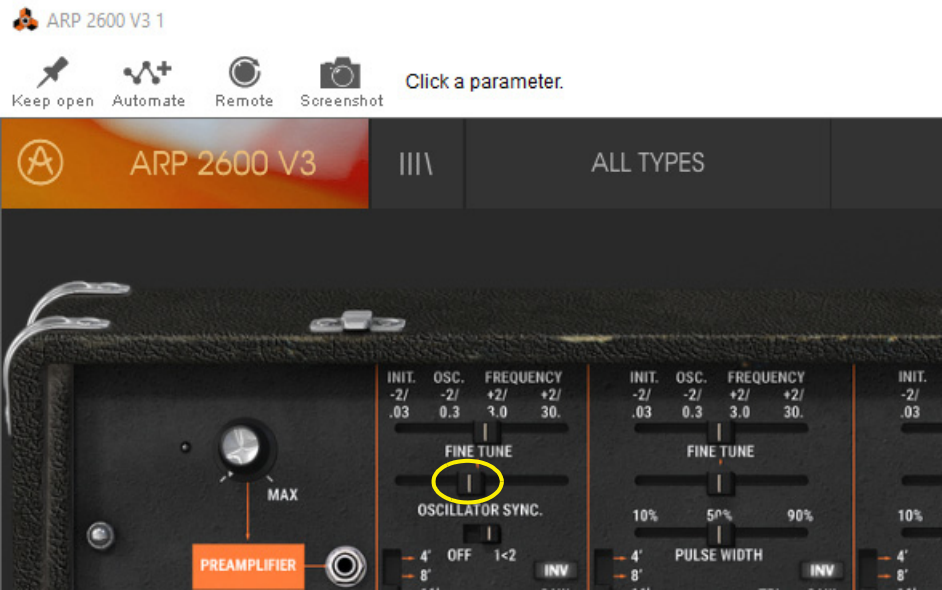 ARP 2600 V3 1
Keep open Automate Remote Screenshot Click a parameter.
ARP 2600 V3 ALL TYPES
INIT. OSC. FREQUENCY INIT. OSC. FREQUENCY INIT.
-2/ -2/ +2/ +2/ -2/ -2/ +2/ +2/ -2/
.03 0.3 3.0 30. .03 0.3 3.0 30. .03
FINE TUNE FINE TUNE
MAX
OSCILLATOR SYNC. 10% 50% 90% 10%
OFF 1<2 PULSE WIDTH
4' 4' 4'
PREAMPLIFIER 8' INV 8' INV 8'